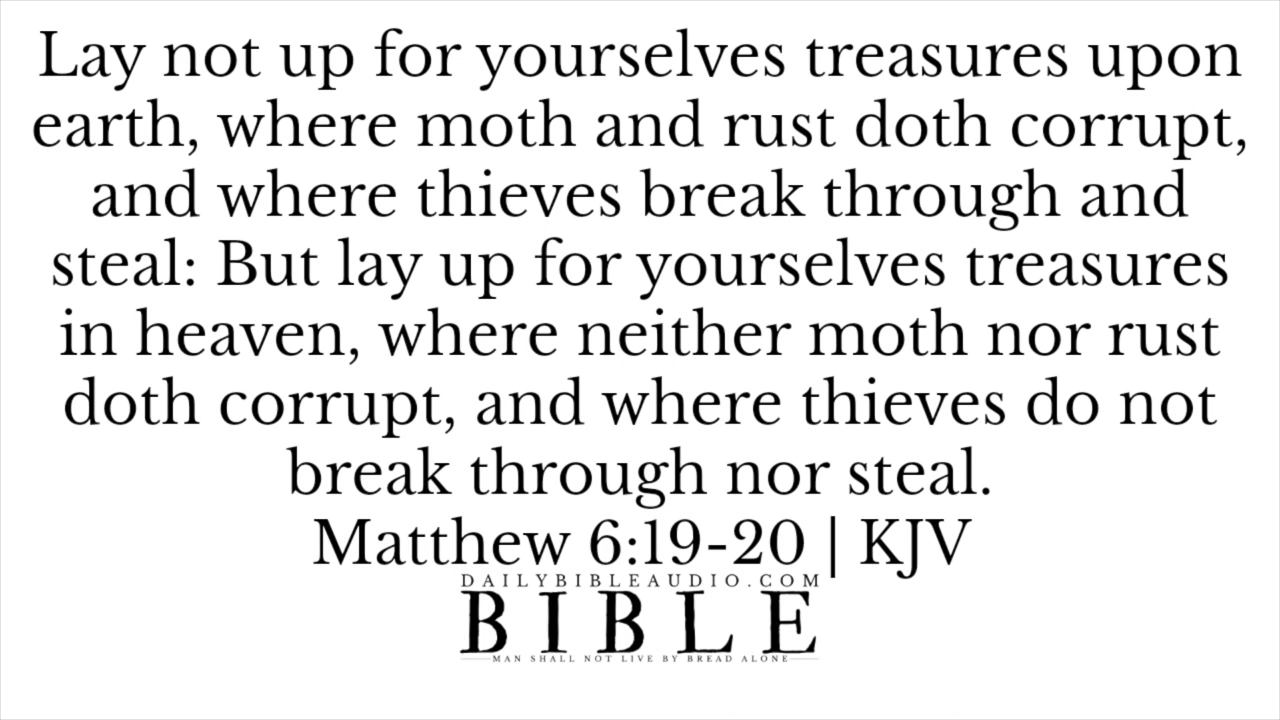 Lay not up for yourselves treasures upon
earth, where moth and rust doth corrupt,
and where thieves break through and
steal: But lay up for yourselves treasures
in heaven, where neither moth nor rust
doth corrupt, and where thieves do not
break through nor steal.
Matthew 6:19-20 | KJV
DAILYBIBLEAUDIO.COM
BIBLE
MAN SHALL NOT LIVE BY BREAD ALONE